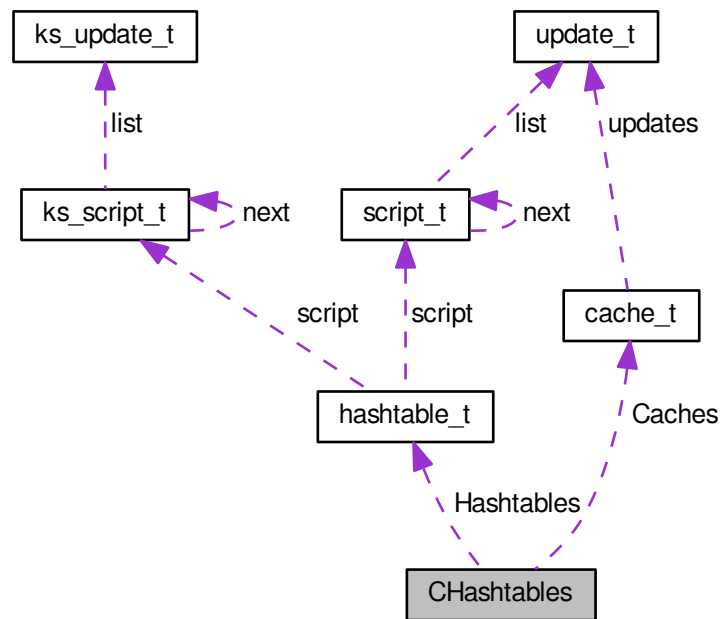 ks_update_t
update_t
list
list
updates
ks_script_t
next
script_t
next
script
script
cache_t
hashtable_t
Caches
Hashtables
CHashtables